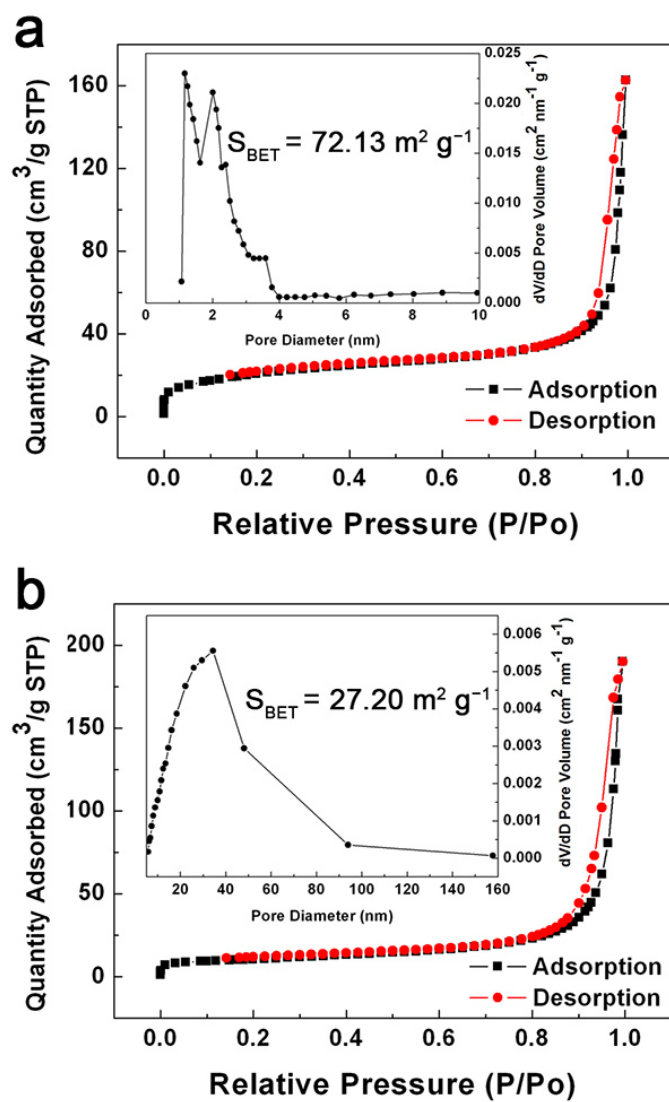 a
Quantity Adsorbed (cm³/g STP)
160
120
80
40
0
0.0 0.2 0.4 0.6 0.8 1.0
Relative Pressure (P/Po)
S_BET = 72.13 m² g⁻¹
0 2 4 6 8 10
Pore Diameter (nm)
0.025
0.020
0.015
0.010
0.005
0.000
dV/dD Pore Volume (cm² nm⁻¹ g⁻¹)
Adsorption
Desorption
b
Quantity Adsorbed (cm³/g STP)
200
150
100
50
0
0.0 0.2 0.4 0.6 0.8 1.0
Relative Pressure (P/Po)
S_BET = 27.20 m² g⁻¹
20 40 60 80 100 120 140 160
Pore Diameter (nm)
0.006
0.005
0.004
0.003
0.002
0.001
0.000
dV/dD Pore Volume (cm² nm⁻¹ g⁻¹)
Adsorption
Desorption